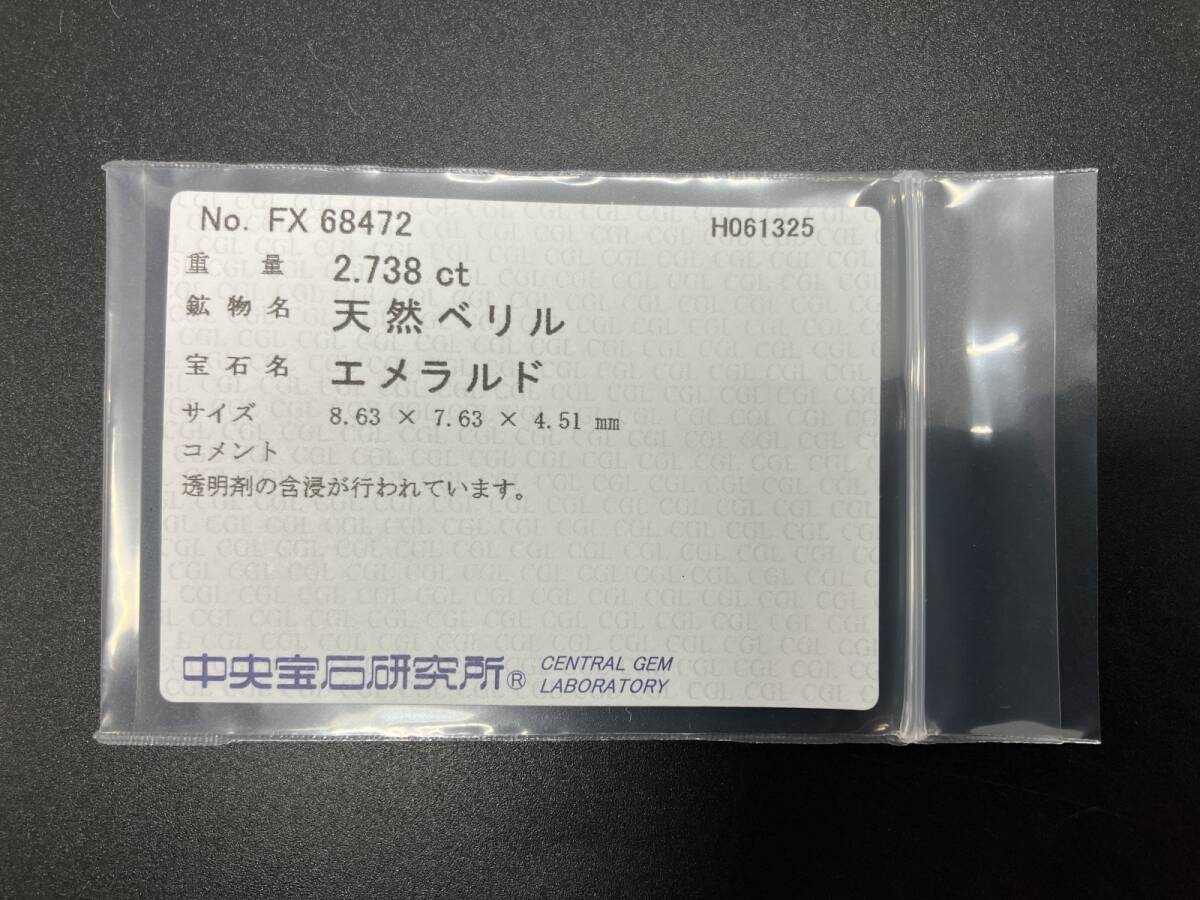 No. FX 68472 H061325
重量 2.738 ct
鉱物名 天然ベリル
宝石名 エメラルド
サイズ 8.63 × 7.63 × 4.51 mm
コメント
透明剤の含浸が行われています。
中央宝石研究所® CENTRAL GEM
LABORATORY